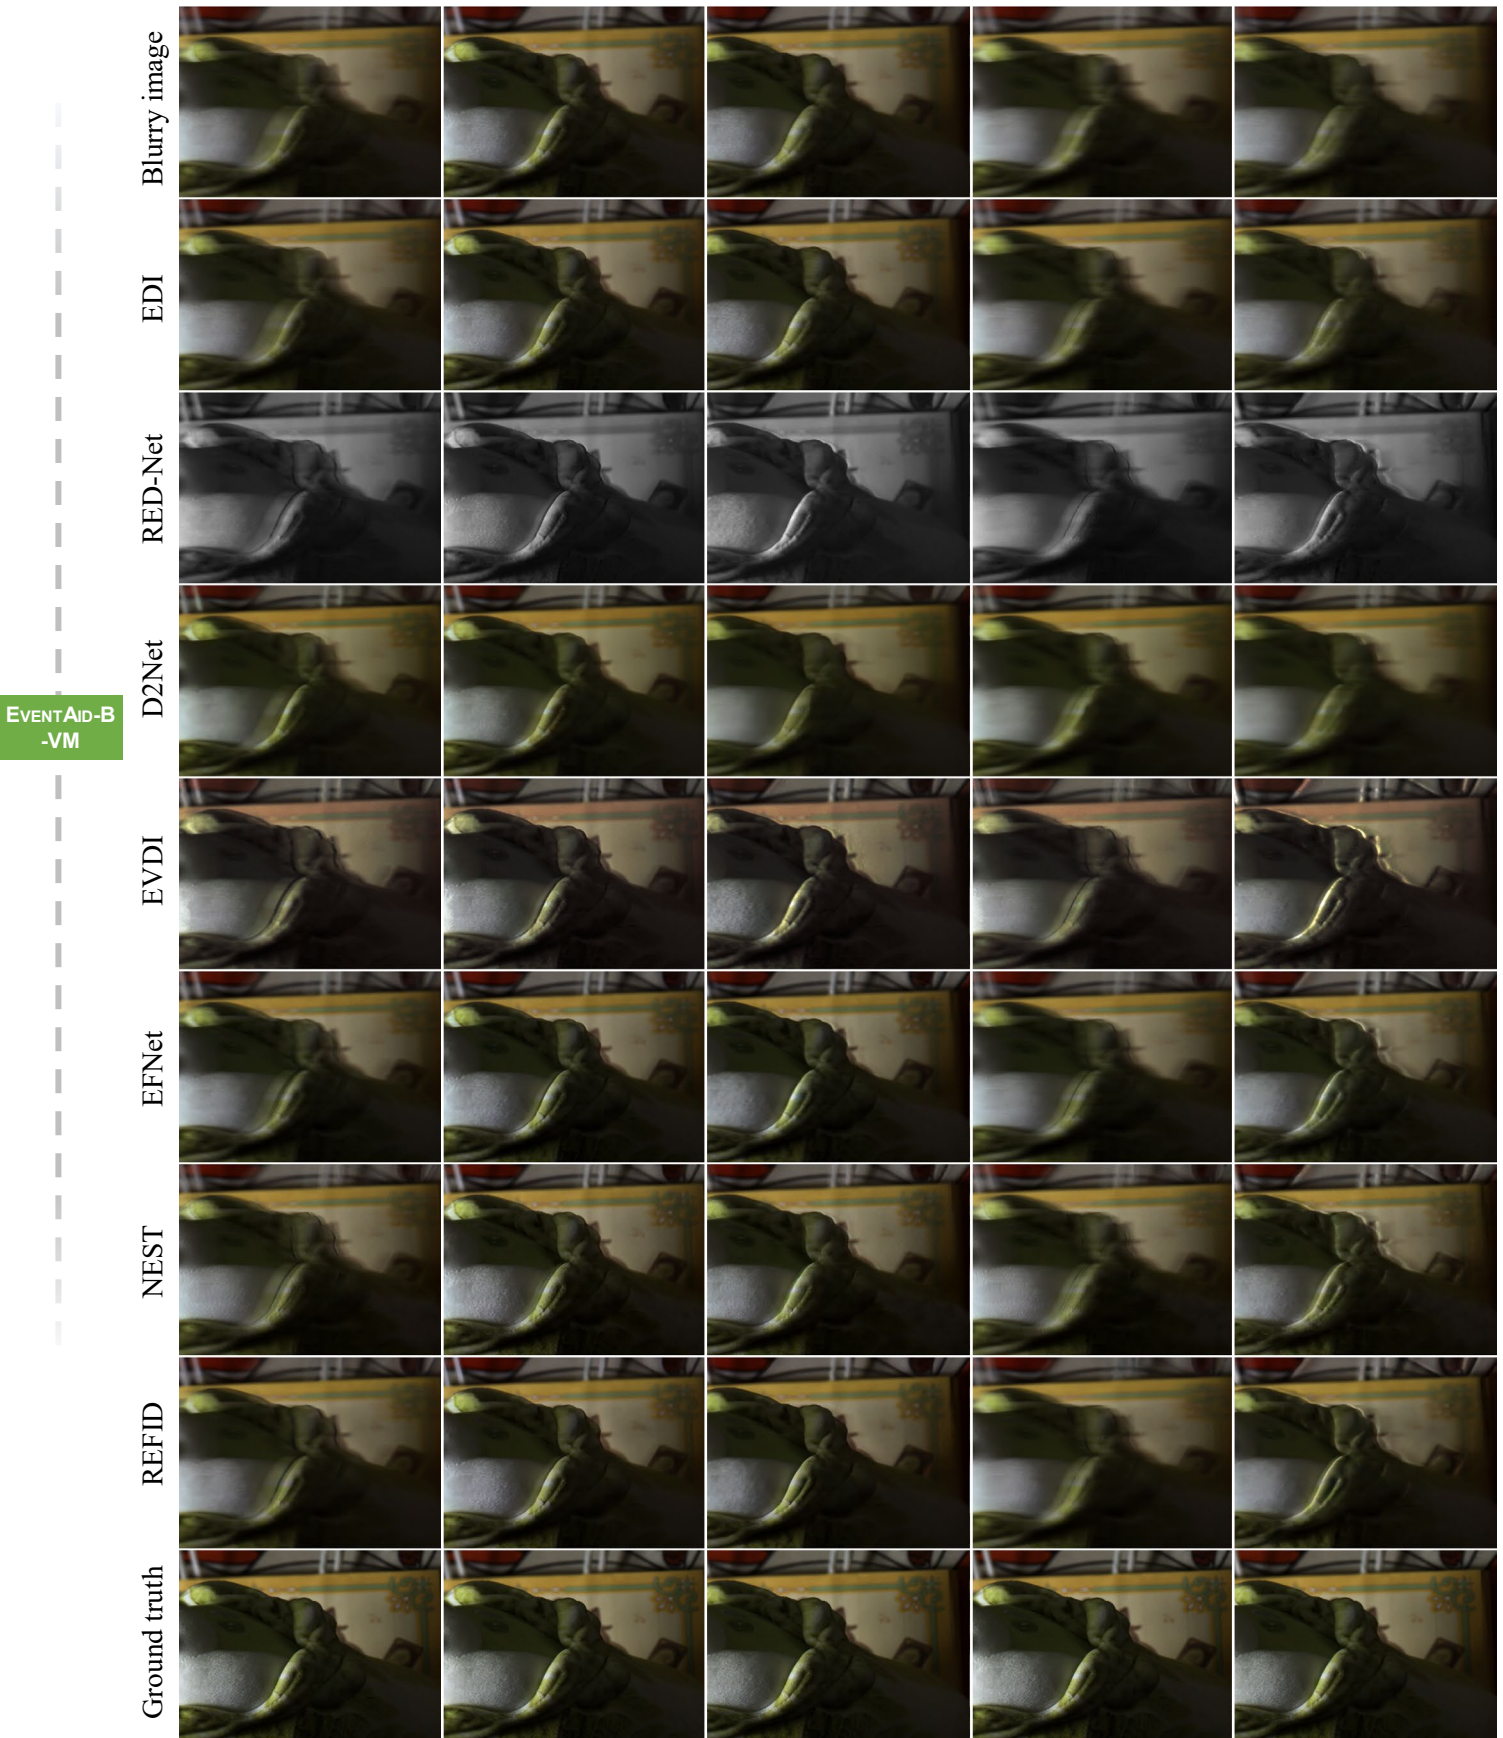 Blurry image
EDI
RED-Net
D2Net
EVENTAID-B
-VM
EVDI
EFNet
NEST
REFID
Ground truth